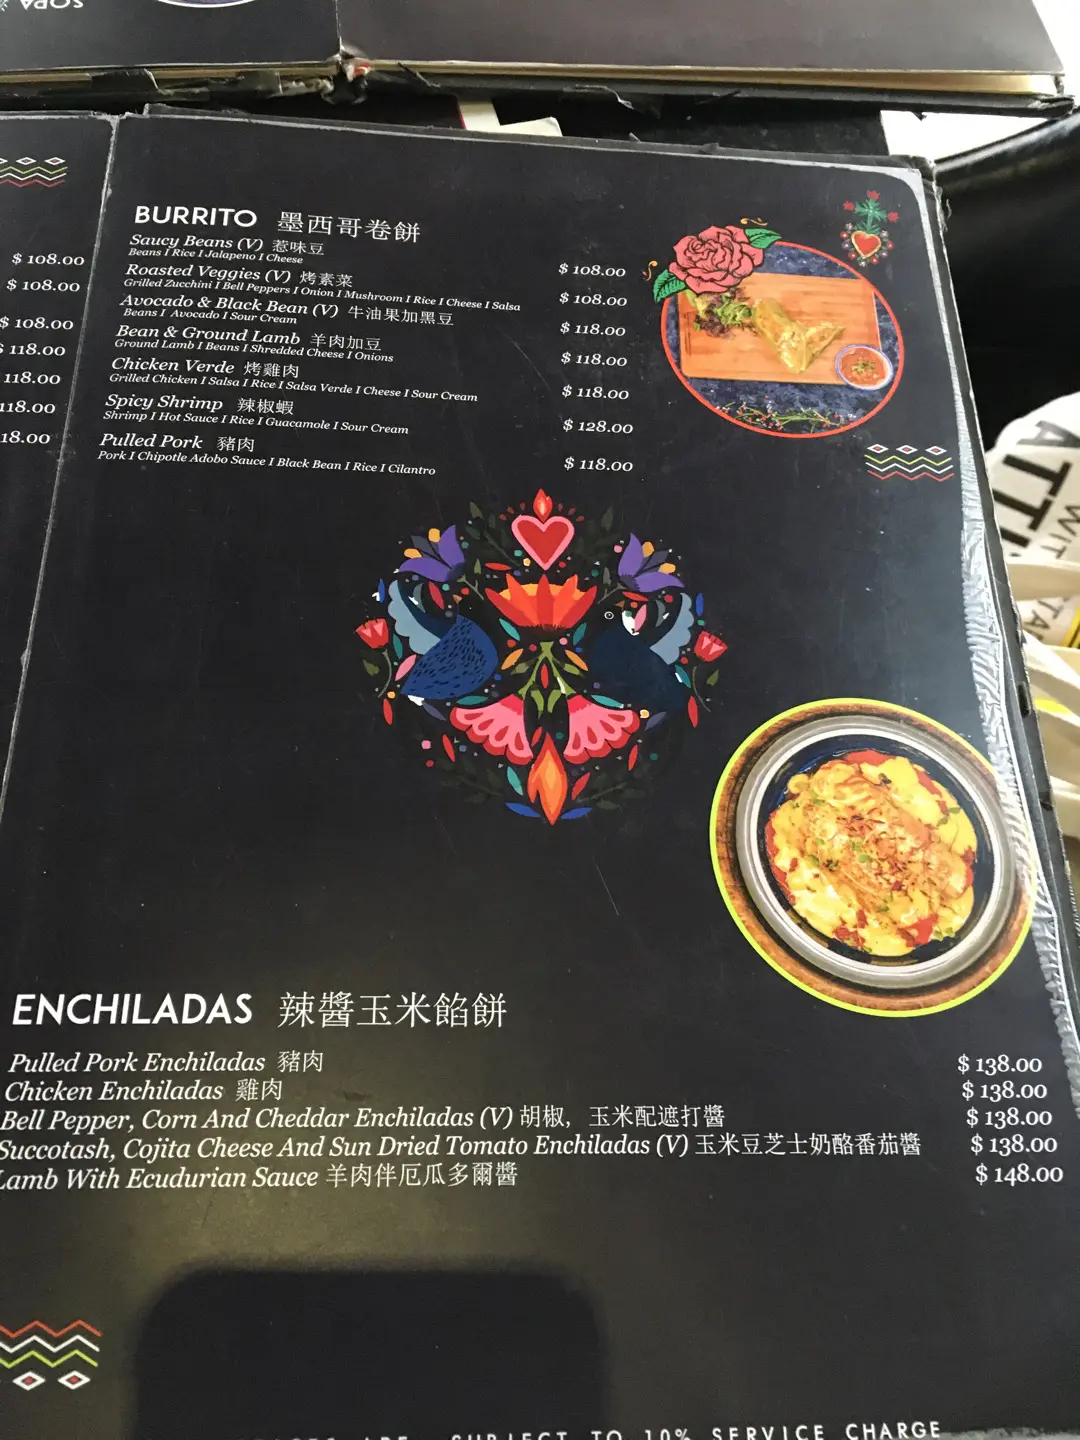 SOPA
$ 108.00
$ 108.00
$ 108.00
$ 118.00
118.00
118.00
18.00
BURRITO 墨西哥卷餅
Saucy Beans (V) 惹味豆
Beans I Rice I Jalapeno I Cheese
$ 108.00
Roasted Veggies (V) 烤素菜
Grilled Zucchini I Bell Peppers I Onion I Mushroom I Rice I Cheese I Salsa
$ 108.00
Avocado & Black Bean (V) 牛油果加黑豆
Beans I Avocado I Sour Cream
$ 118.00
Bean & Ground Lamb 羊肉加豆
Ground Lamb I Beans I Shredded Cheese I Onions
$ 118.00
Chicken Verde 烤雞肉
Grilled Chicken I Salsa I Rice I Salsa Verde I Cheese I Sour Cream
$ 118.00
Spicy Shrimp 辣椒蝦
Shrimp I Hot Sauce I Rice I Guacamole I Sour Cream
$ 128.00
Pulled Pork 豬肉
Pork I Chipotle Adobo Sauce I Black Bean I Rice I Cilantro
$ 118.00
ENCHILADAS 辣醬玉米餡餅
Pulled Pork Enchiladas 豬肉 $ 138.00
Chicken Enchiladas 雞肉 $ 138.00
Bell Pepper, Corn And Cheddar Enchiladas (V) 胡椒，玉米配遮打醬 $ 138.00
Succotash, Cojita Cheese And Sun Dried Tomato Enchiladas (V) 玉米豆芝士奶酪番茄醬 $ 138.00
Lamb With Ecudurian Sauce 羊肉伴厄瓜多爾醬 $ 148.00
ARE SUBJECT TO 10% SERVICE CHARGE